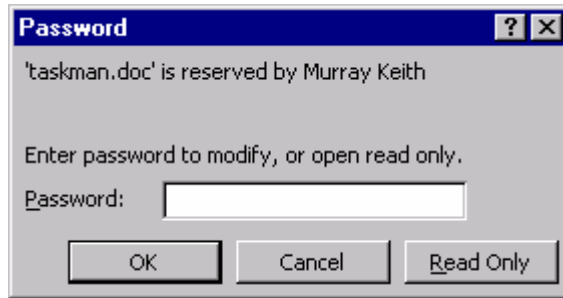 Password
'taskman.doc' is reserved by Murray Keith
Enter password to modify, or open read only.
Password:
OK Cancel Read Only